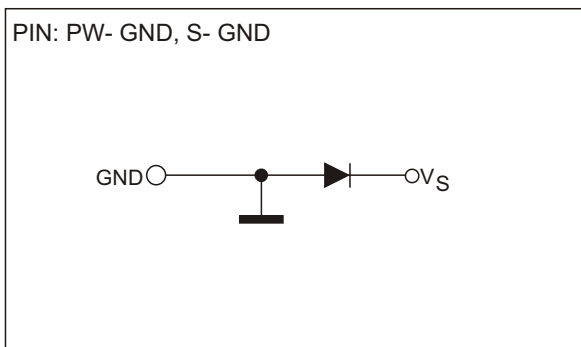 PIN: PW- GND, S- GND
GND VS